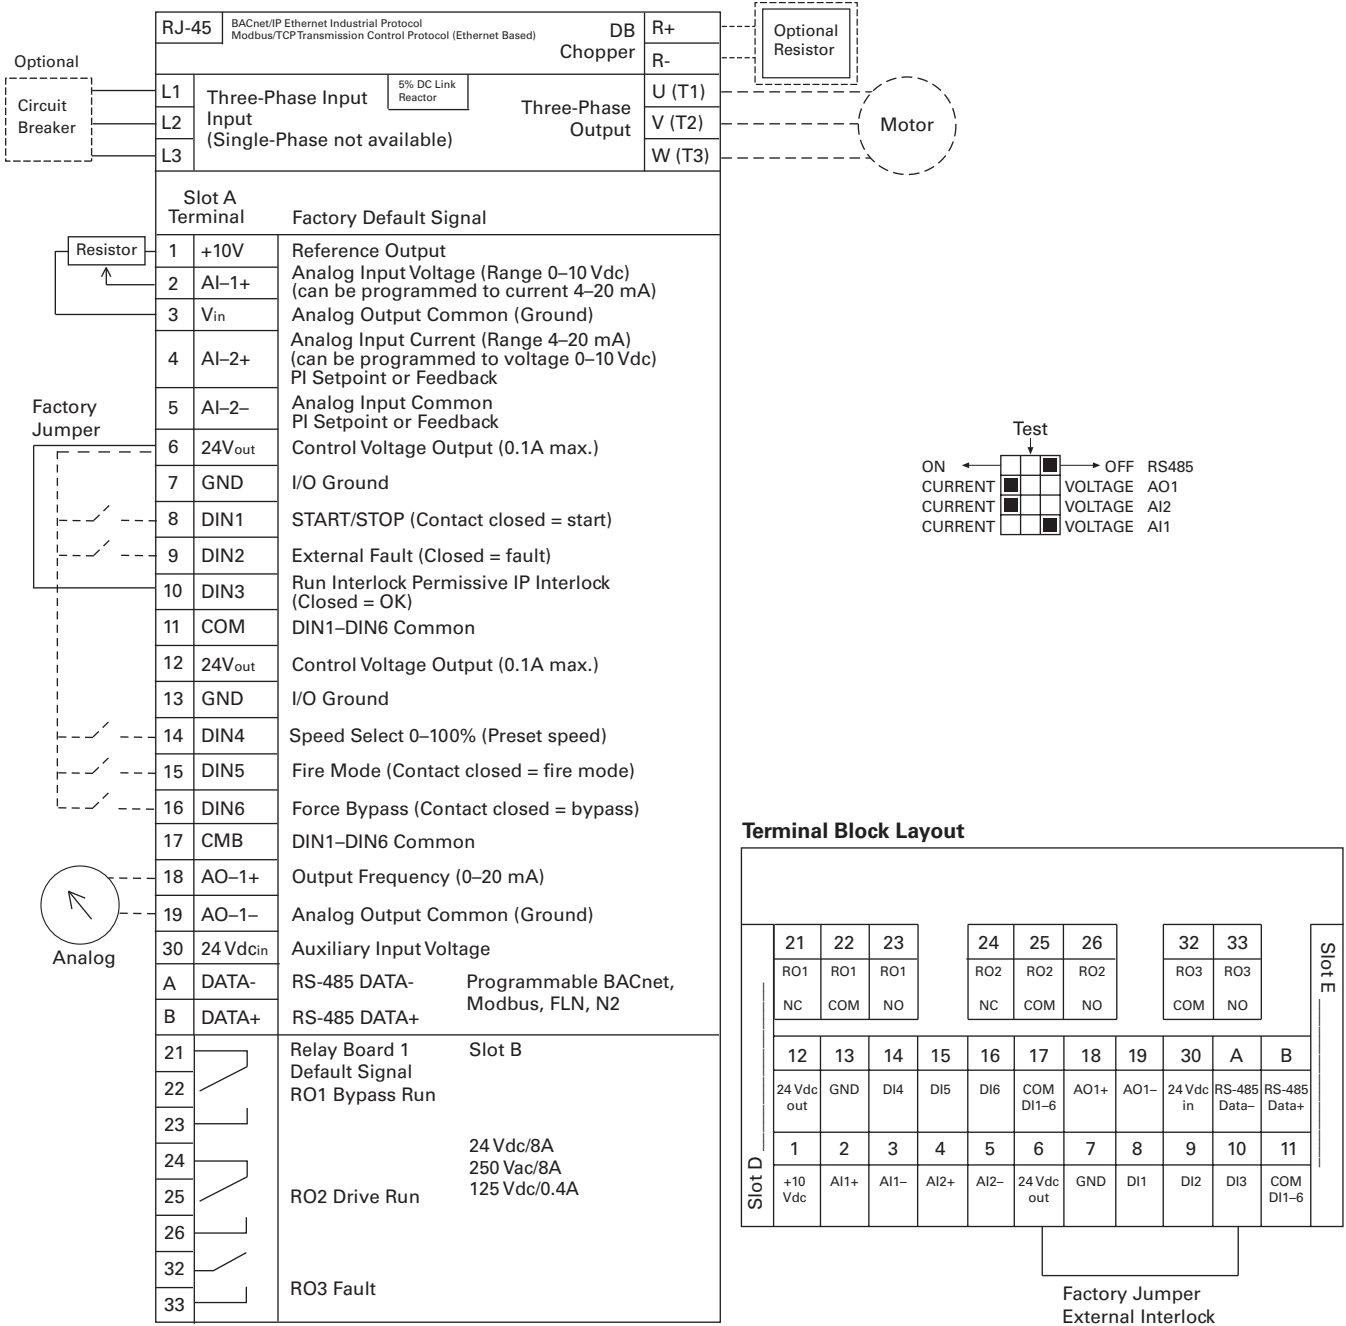 RJ-45 BACnet/IP Ethernet Industrial Protocol
Modbus/TCP Transmission Control Protocol (Ethernet Based)
DB
Chopper
R+
R-
Optional
Resistor
Optional
Circuit
Breaker
L1
L2
L3
Three-Phase Input
Input
(Single-Phase not available)
5% DC Link
Reactor
Three-Phase
Output
U (T1)
V (T2)
W (T3)
Motor
Slot A
Terminal Factory Default Signal
Resistor
1 +10V Reference Output
2 AI–1+ Analog Input Voltage (Range 0–10 Vdc)
(can be programmed to current 4–20 mA)
3 Vin Analog Output Common (Ground)
4 AI–2+ Analog Input Current (Range 4–20 mA)
(can be programmed to voltage 0–10 Vdc)
PI Setpoint or Feedback
5 AI–2– Analog Input Common
PI Setpoint or Feedback
Factory
Jumper
6 24Vout Control Voltage Output (0.1A max.)
7 GND I/O Ground
8 DIN1 START/STOP (Contact closed = start)
9 DIN2 External Fault (Closed = fault)
10 DIN3 Run Interlock Permissive IP Interlock
(Closed = OK)
11 COM DIN1–DIN6 Common
12 24Vout Control Voltage Output (0.1A max.)
13 GND I/O Ground
14 DIN4 Speed Select 0–100% (Preset speed)
15 DIN5 Fire Mode (Contact closed = fire mode)
16 DIN6 Force Bypass (Contact closed = bypass)
17 CMB DIN1–DIN6 Common
18 AO–1+ Output Frequency (0–20 mA)
19 AO–1– Analog Output Common (Ground)
Analog
30 24 Vdcin Auxiliary Input Voltage
A DATA- RS-485 DATA- Programmable BACnet,
Modbus, FLN, N2
B DATA+ RS-485 DATA+
21 Relay Board 1 Slot B
Default Signal
22 RO1 Bypass Run
23
24 24 Vdc/8A
250 Vac/8A
125 Vdc/0.4A
25 RO2 Drive Run
26
32
RO3 Fault
33
Test
ON OFF RS485
CURRENT VOLTAGE AO1
CURRENT VOLTAGE AI2
CURRENT VOLTAGE AI1
Terminal Block Layout
21 22 23 24 25 26 32 33
RO1 RO1 RO1 RO2 RO2 RO2 RO3 RO3
NC COM NO NC COM NO COM NO
Slot E
12 13 14 15 16 17 18 19 30 A B
24 Vdc GND DI4 DI5 DI6 COM AO1+ AO1– 24 Vdc RS-485 RS-485
out DI1–6 in Data– Data+
1 2 3 4 5 6 7 8 9 10 11
+10 AI1+ AI1– AI2+ AI2– 24 Vdc GND DI1 DI2 DI3 COM
Vdc out DI1–6
Slot D
Factory Jumper
External Interlock